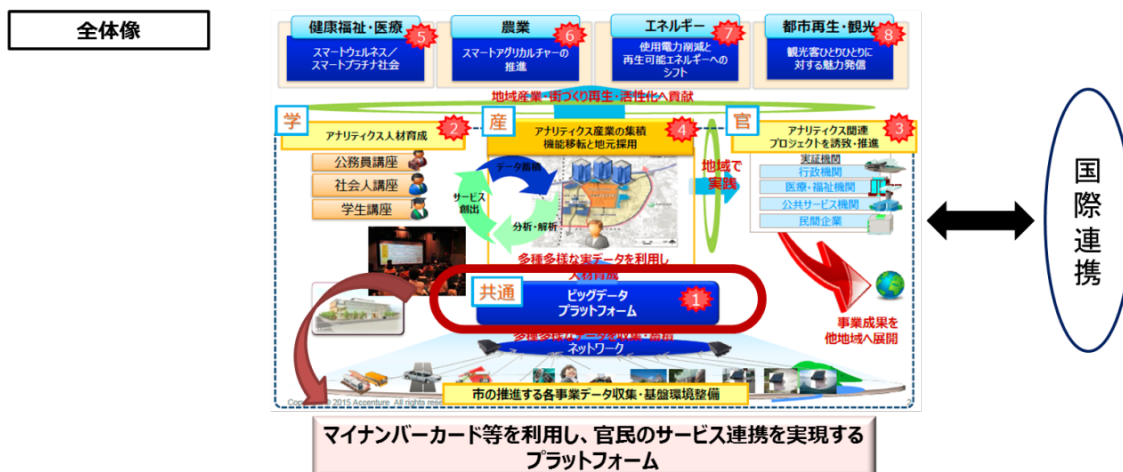 全体像
健康福祉・医療
5
スマートウェルネス／
スマートプラチナ社会
農業
6
スマートアグリカルチャーの
推進
エネルギー
7
使用電力削減と
再生可能エネルギーへの
シフト
都市再生・観光
8
観光客ひとりひとりに
対する魅力発信
地域産業・街づくり再生・活性化へ貢献
学
アナリティクス人材育成
2
公務員講座
社会人講座
学生講座
産
アナリティクス産業の集積
機能移転と地元採用
4
データ蓄積
サービス
創出
分析・解析
多種多様な実データを利用し
人材育成
地域で
実践
官
アナリティクス関連
プロジェクトを誘致・推進
3
実証機関
行政機関
医療・福祉機関
公共サービス機関
民間企業
事業成果を
他地域へ展開
共通
ビッグデータ
プラットフォーム
1
多種多様なデータを収集・蓄積
ネットワーク
市の推進する各事業データ収集・基盤環境整備
© 2015 Accenture All rights
マイナンバーカード等を利用し、官民のサービス連携を実現する
プラットフォーム
国際連携